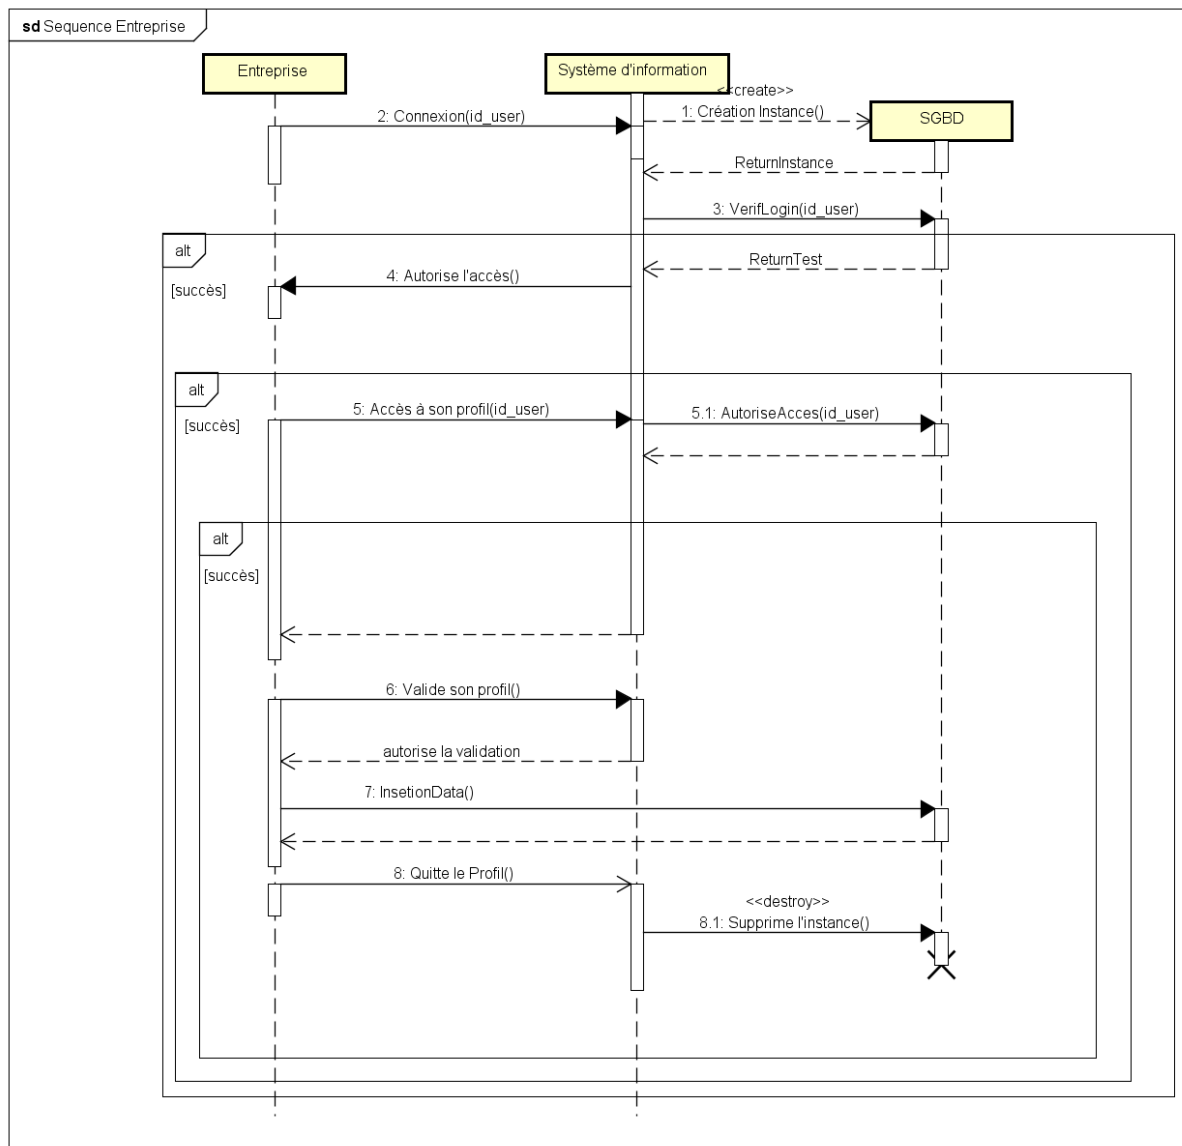 sd Sequence Entreprise
Entreprise
Système d'information
<<create>>
1: Création Instance()
SGBD
2: Connexion(id_user)
ReturnInstance
3: VerifLogin(id_user)
alt
[succès]
ReturnTest
4: Autorise l'accès()
alt
[succès]
5: Accès à son profil(id_user)
5.1: AutoriseAcces(id_user)
alt
[succès]
6: Valide son profil()
autorise la validation
7: InsetionData()
8: Quitte le Profil()
<<destroy>>
8.1: Supprime l'instance()